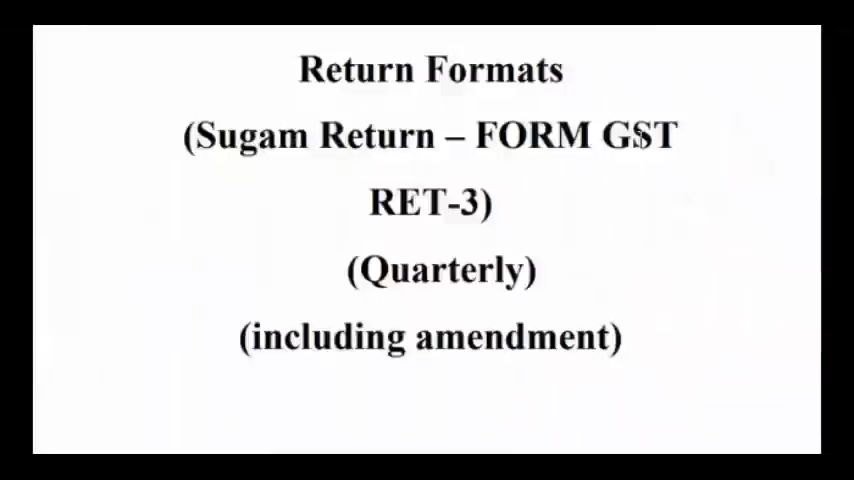 Return Formats
(Sugam Return – FORM GST
RET-3)
(Quarterly)
(including amendment)